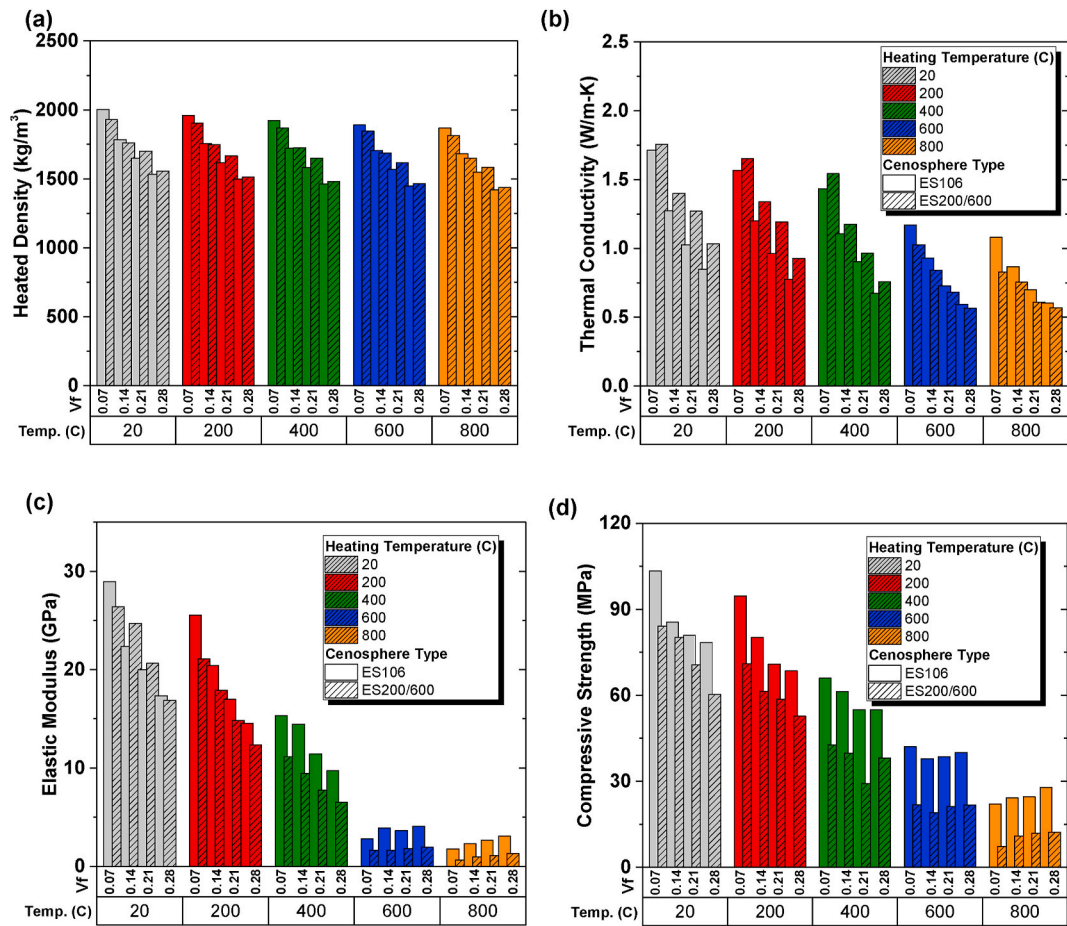 (a)
2500
2000
1500
1000
500
0
Heated Density (kg/m³)
Vf
0.07 0.14 0.21 0.28 0.07 0.14 0.21 0.28 0.07 0.14 0.21 0.28 0.07 0.14 0.21 0.28 0.07 0.14 0.21 0.28
Temp. (C) 20 200 400 600 800
(b)
2.5
2.0
1.5
1.0
0.5
0.0
Thermal Conductivity (W/m-K)
Heating Temperature (C)
20
200
400
600
800
Cenosphere Type
ES106
ES200/600
Vf
0.07 0.14 0.21 0.28 0.07 0.14 0.21 0.28 0.07 0.14 0.21 0.28 0.07 0.14 0.21 0.28 0.07 0.14 0.21 0.28
Temp. (C) 20 200 400 600 800
(c)
30
20
10
0
Elastic Modulus (GPa)
Heating Temperature (C)
20
200
400
600
800
Cenosphere Type
ES106
ES200/600
Vf
0.07 0.14 0.21 0.28 0.07 0.14 0.21 0.28 0.07 0.14 0.21 0.28 0.07 0.14 0.21 0.28 0.07 0.14 0.21 0.28
Temp. (C) 20 200 400 600 800
(d)
120
90
60
30
0
Compressive Strength (MPa)
Heating Temperature (C)
20
200
400
600
800
Cenosphere Type
ES106
ES200/600
Vf
0.07 0.14 0.21 0.28 0.07 0.14 0.21 0.28 0.07 0.14 0.21 0.28 0.07 0.14 0.21 0.28 0.07 0.14 0.21 0.28
Temp. (C) 20 200 400 600 800